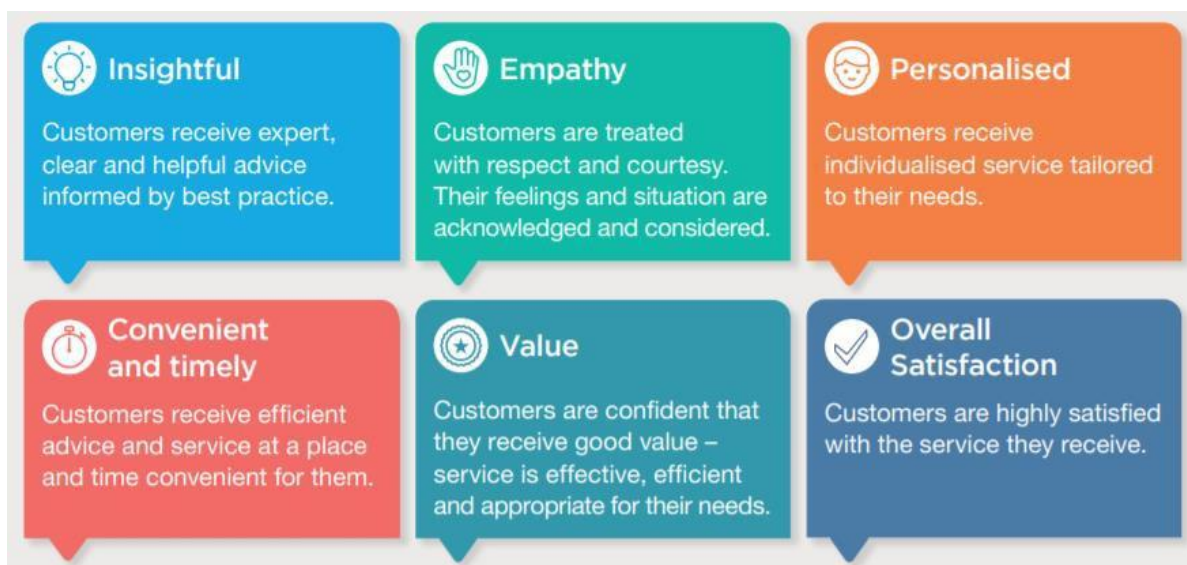 Insightful
Customers receive expert,
clear and helpful advice
informed by best practice.
Empathy
Customers are treated
with respect and courtesy.
Their feelings and situation are
acknowledged and considered.
Personalised
Customers receive
individualised service tailored
to their needs.
Convenient
and timely
Customers receive efficient
advice and service at a place
and time convenient for them.
Value
Customers are confident that
they receive good value –
service is effective, efficient
and appropriate for their needs.
Overall
Satisfaction
Customers are highly satisfied
with the service they receive.